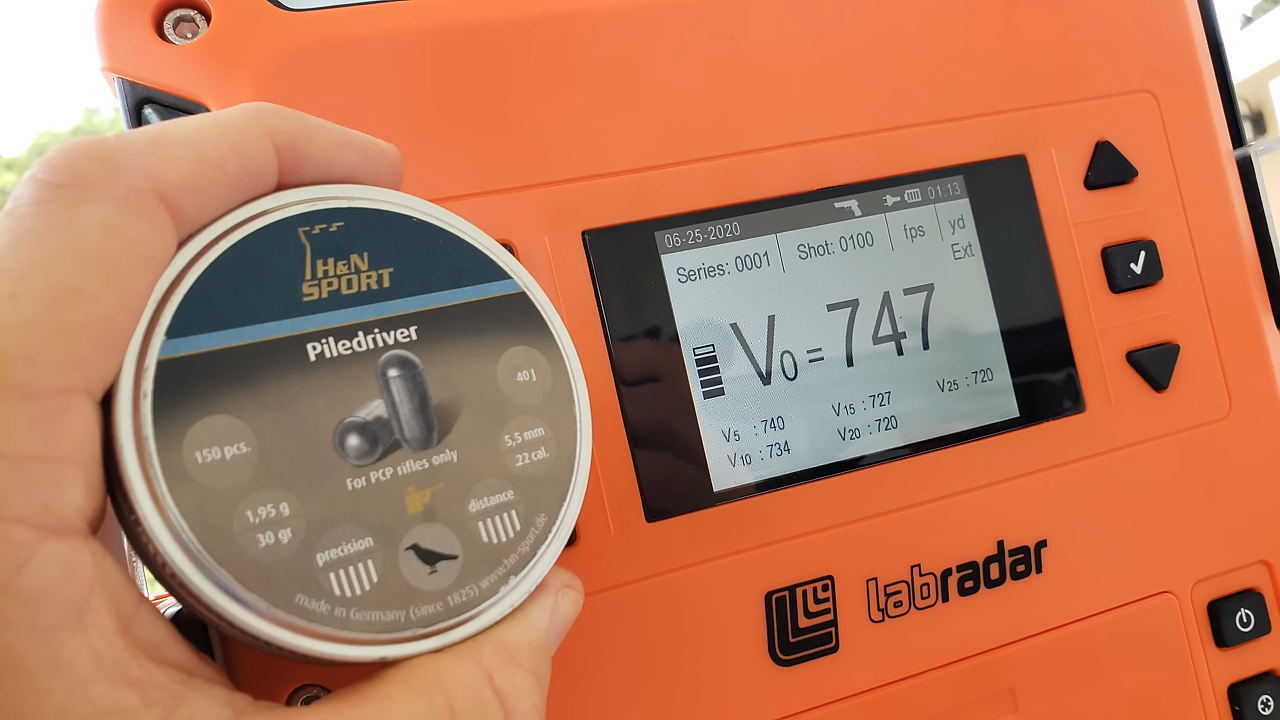 H&N
SPORT
Piledriver
40 J
150 pcs.
5,5 mm
.22 cal.
For PCP rifles only
1,95 g
30 gr
precision
distance
made in Germany (since 1825) www.hn-sport.de
06-25-2020
01:13
Series: 0001
Shot: 0100
fps
yd
Ext
V0 = 747
V5 : 740
V15 : 727
V25 : 720
V10 : 734
V20 : 720
labradar